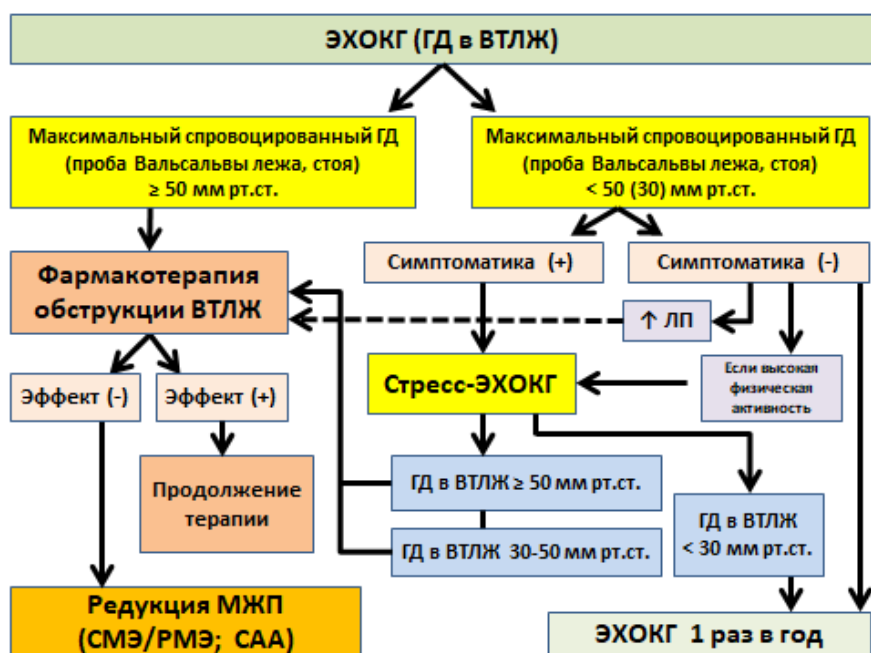 ЭХОКГ (ГД в ВТЛЖ)
Максимальный спровоцированный ГД
(проба Вальсальвы лежа, стоя)
≥ 50 мм рт.ст.
Максимальный спровоцированный ГД
(проба Вальсальвы лежа, стоя)
< 50 (30) мм рт.ст.
Фармакотерапия
обструкции ВТЛЖ
Симптоматика (+)
Симптоматика (-)
↑ ЛП
Эффект (-)
Эффект (+)
Стресс-ЭХОКГ
Если высокая
физическая
активность
Продолжение
терапии
ГД в ВТЛЖ ≥ 50 мм рт.ст.
ГД в ВТЛЖ 30-50 мм рт.ст.
ГД в ВТЛЖ
< 30 мм рт.ст.
Редукция МЖП
(СМЭ/РМЭ; САА)
ЭХОКГ 1 раз в год